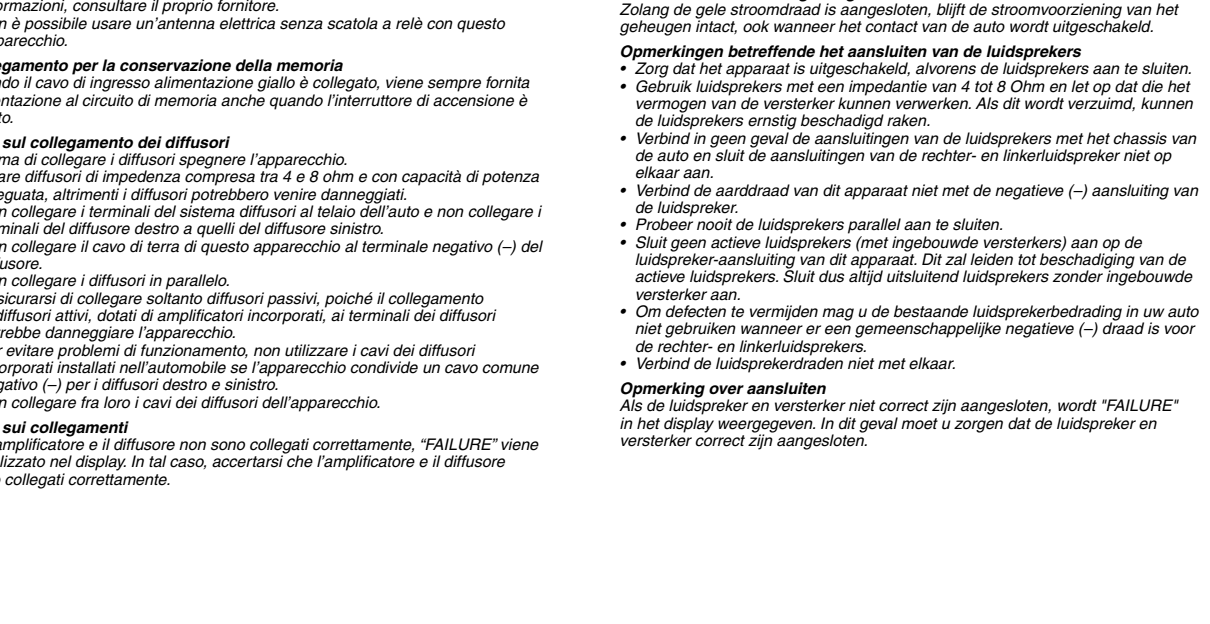 formazioni, consultare il proprio fornitore.
n è possibile usare un’antenna elettrica senza scatola a relè con questo
parecchio.
egamento per la conservazione della memoria
ndo il cavo di ingresso alimentazione giallo è collegato, viene sempre fornita
entazione al circuito di memoria anche quando l’interruttore di accensione è
to.
sul collegamento dei diffusori
ma di collegare i diffusori spegnere l’apparecchio.
are diffusori di impedenza compresa tra 4 e 8 ohm e con capacità di potenza
eguata, altrimenti i diffusori potrebbero venire danneggiati.
n collegare i terminali del sistema diffusori al telaio dell’auto e non collegare i
minali del diffusore destro a quelli del diffusore sinistro.
n collegare il cavo di terra di questo apparecchio al terminale negativo (–) del
fusore.
n collegare i diffusori in parallelo.
sicurarsi di collegare soltanto diffusori passivi, poiché il collegamento
diffusori attivi, dotati di amplificatori incorporati, ai terminali dei diffusori
rebbe danneggiare l’apparecchio.
r evitare problemi di funzionamento, non utilizzare i cavi dei diffusori
orporati installati nell’automobile se l’apparecchio condivide un cavo comune
gativo (–) per i diffusori destro e sinistro.
n collegare fra loro i cavi dei diffusori dell’apparecchio.
sui collegamenti
amplificatore e il diffusore non sono collegati correttamente, “FAILURE” viene
lizzato nel display. In tal caso, accertarsi che l’amplificatore e il diffusore
collegati correttamente.
Zolang de gele stroomdraad is aangesloten, blijft de stroomvoorziening van het
geheugen intact, ook wanneer het contact van de auto wordt uitgeschakeld.
Opmerkingen betreffende het aansluiten van de luidsprekers
• Zorg dat het apparaat is uitgeschakeld, alvorens de luidsprekers aan te sluiten.
• Gebruik luidsprekers met een impedantie van 4 tot 8 Ohm en let op dat die het
vermogen van de versterker kunnen verwerken. Als dit wordt verzuimd, kunnen
de luidsprekers ernstig beschadigd raken.
• Verbind in geen geval de aansluitingen van de luidsprekers met het chassis van
de auto en sluit de aansluitingen van de rechter- en linkerluidspreker niet op
elkaar aan.
• Verbind de aarddraad van dit apparaat niet met de negatieve (–) aansluiting van
de luidspreker.
• Probeer nooit de luidsprekers parallel aan te sluiten.
• Sluit geen actieve luidsprekers (met ingebouwde versterkers) aan op de
luidspreker-aansluiting van dit apparaat. Dit zal leiden tot beschadiging van de
actieve luidsprekers. Sluit dus altijd uitsluitend luidsprekers zonder ingebouwde
versterker aan.
• Om defecten te vermijden mag u de bestaande luidsprekerbedrading in uw auto
niet gebruiken wanneer er een gemeenschappelijke negatieve (–) draad is voor
de rechter- en linkerluidsprekers.
• Verbind de luidsprekerdraden niet met elkaar.
Opmerking over aansluiten
Als de luidspreker en versterker niet correct zijn aangesloten, wordt "FAILURE"
in het display weergegeven. In dit geval moet u zorgen dat de luidspreker en
versterker correct zijn aangesloten.